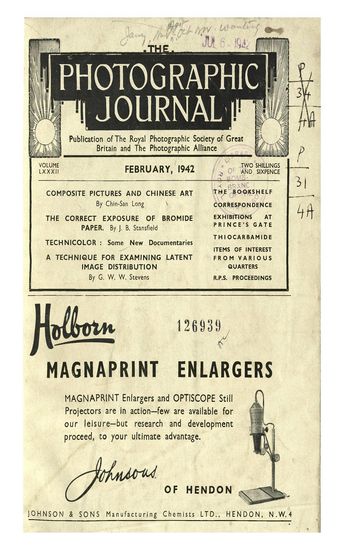 THE
JUL 6 - 1942
PHOTOGRAPHIC
JOURNAL
Publication of The Royal Photographic Society of Great
Britain and The Photographic Alliance
VOLUME
LXXXII
FEBRUARY, 1942
TWO SHILLINGS
AND SIXPENCE
COMPOSITE PICTURES AND CHINESE ART
By Chin-San Long
THE CORRECT EXPOSURE OF BROMIDE
PAPER. By J. B. Stansfield
TECHNICOLOR : Some New Documentaries
A TECHNIQUE FOR EXAMINING LATENT
IMAGE DISTRIBUTION
By G. W. W. Stevens
THE BOOKSHELF
CORRESPONDENCE
EXHIBITIONS AT
PRINCE'S GATE
THIOCARBAMIDE
ITEMS OF INTEREST
FROM VARIOUS
QUARTERS
R.P.S. PROCEEDINGS
P
34
4A
P
31
4A
Holborn
126939
MAGNAPRINT ENLARGERS
MAGNAPRINT Enlargers and OPTISCOPE Still
Projectors are in action—few are available for
our leisure—but research and development
proceed, to your ultimate advantage.
Johnsons
OF HENDON
JOHNSON & SONS Manufacturing Chemists LTD., HENDON, N.W.4